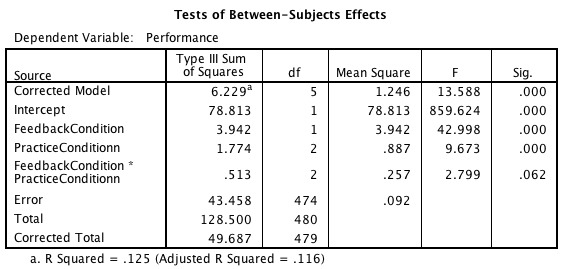 Tests of Between-Subjects Effects
Dependent Variable: Performance
Source Type III Sum of Squares df Mean Square F Sig.
Corrected Model 6.229a 5 1.246 13.588 .000
Intercept 78.813 1 78.813 859.624 .000
FeedbackCondition 3.942 1 3.942 42.998 .000
PracticeConditionn 1.774 2 .887 9.673 .000
FeedbackCondition *
PracticeConditionn .513 2 .257 2.799 .062
Error 43.458 474 .092
Total 128.500 480
Corrected Total 49.687 479
a. R Squared = .125 (Adjusted R Squared = .116)